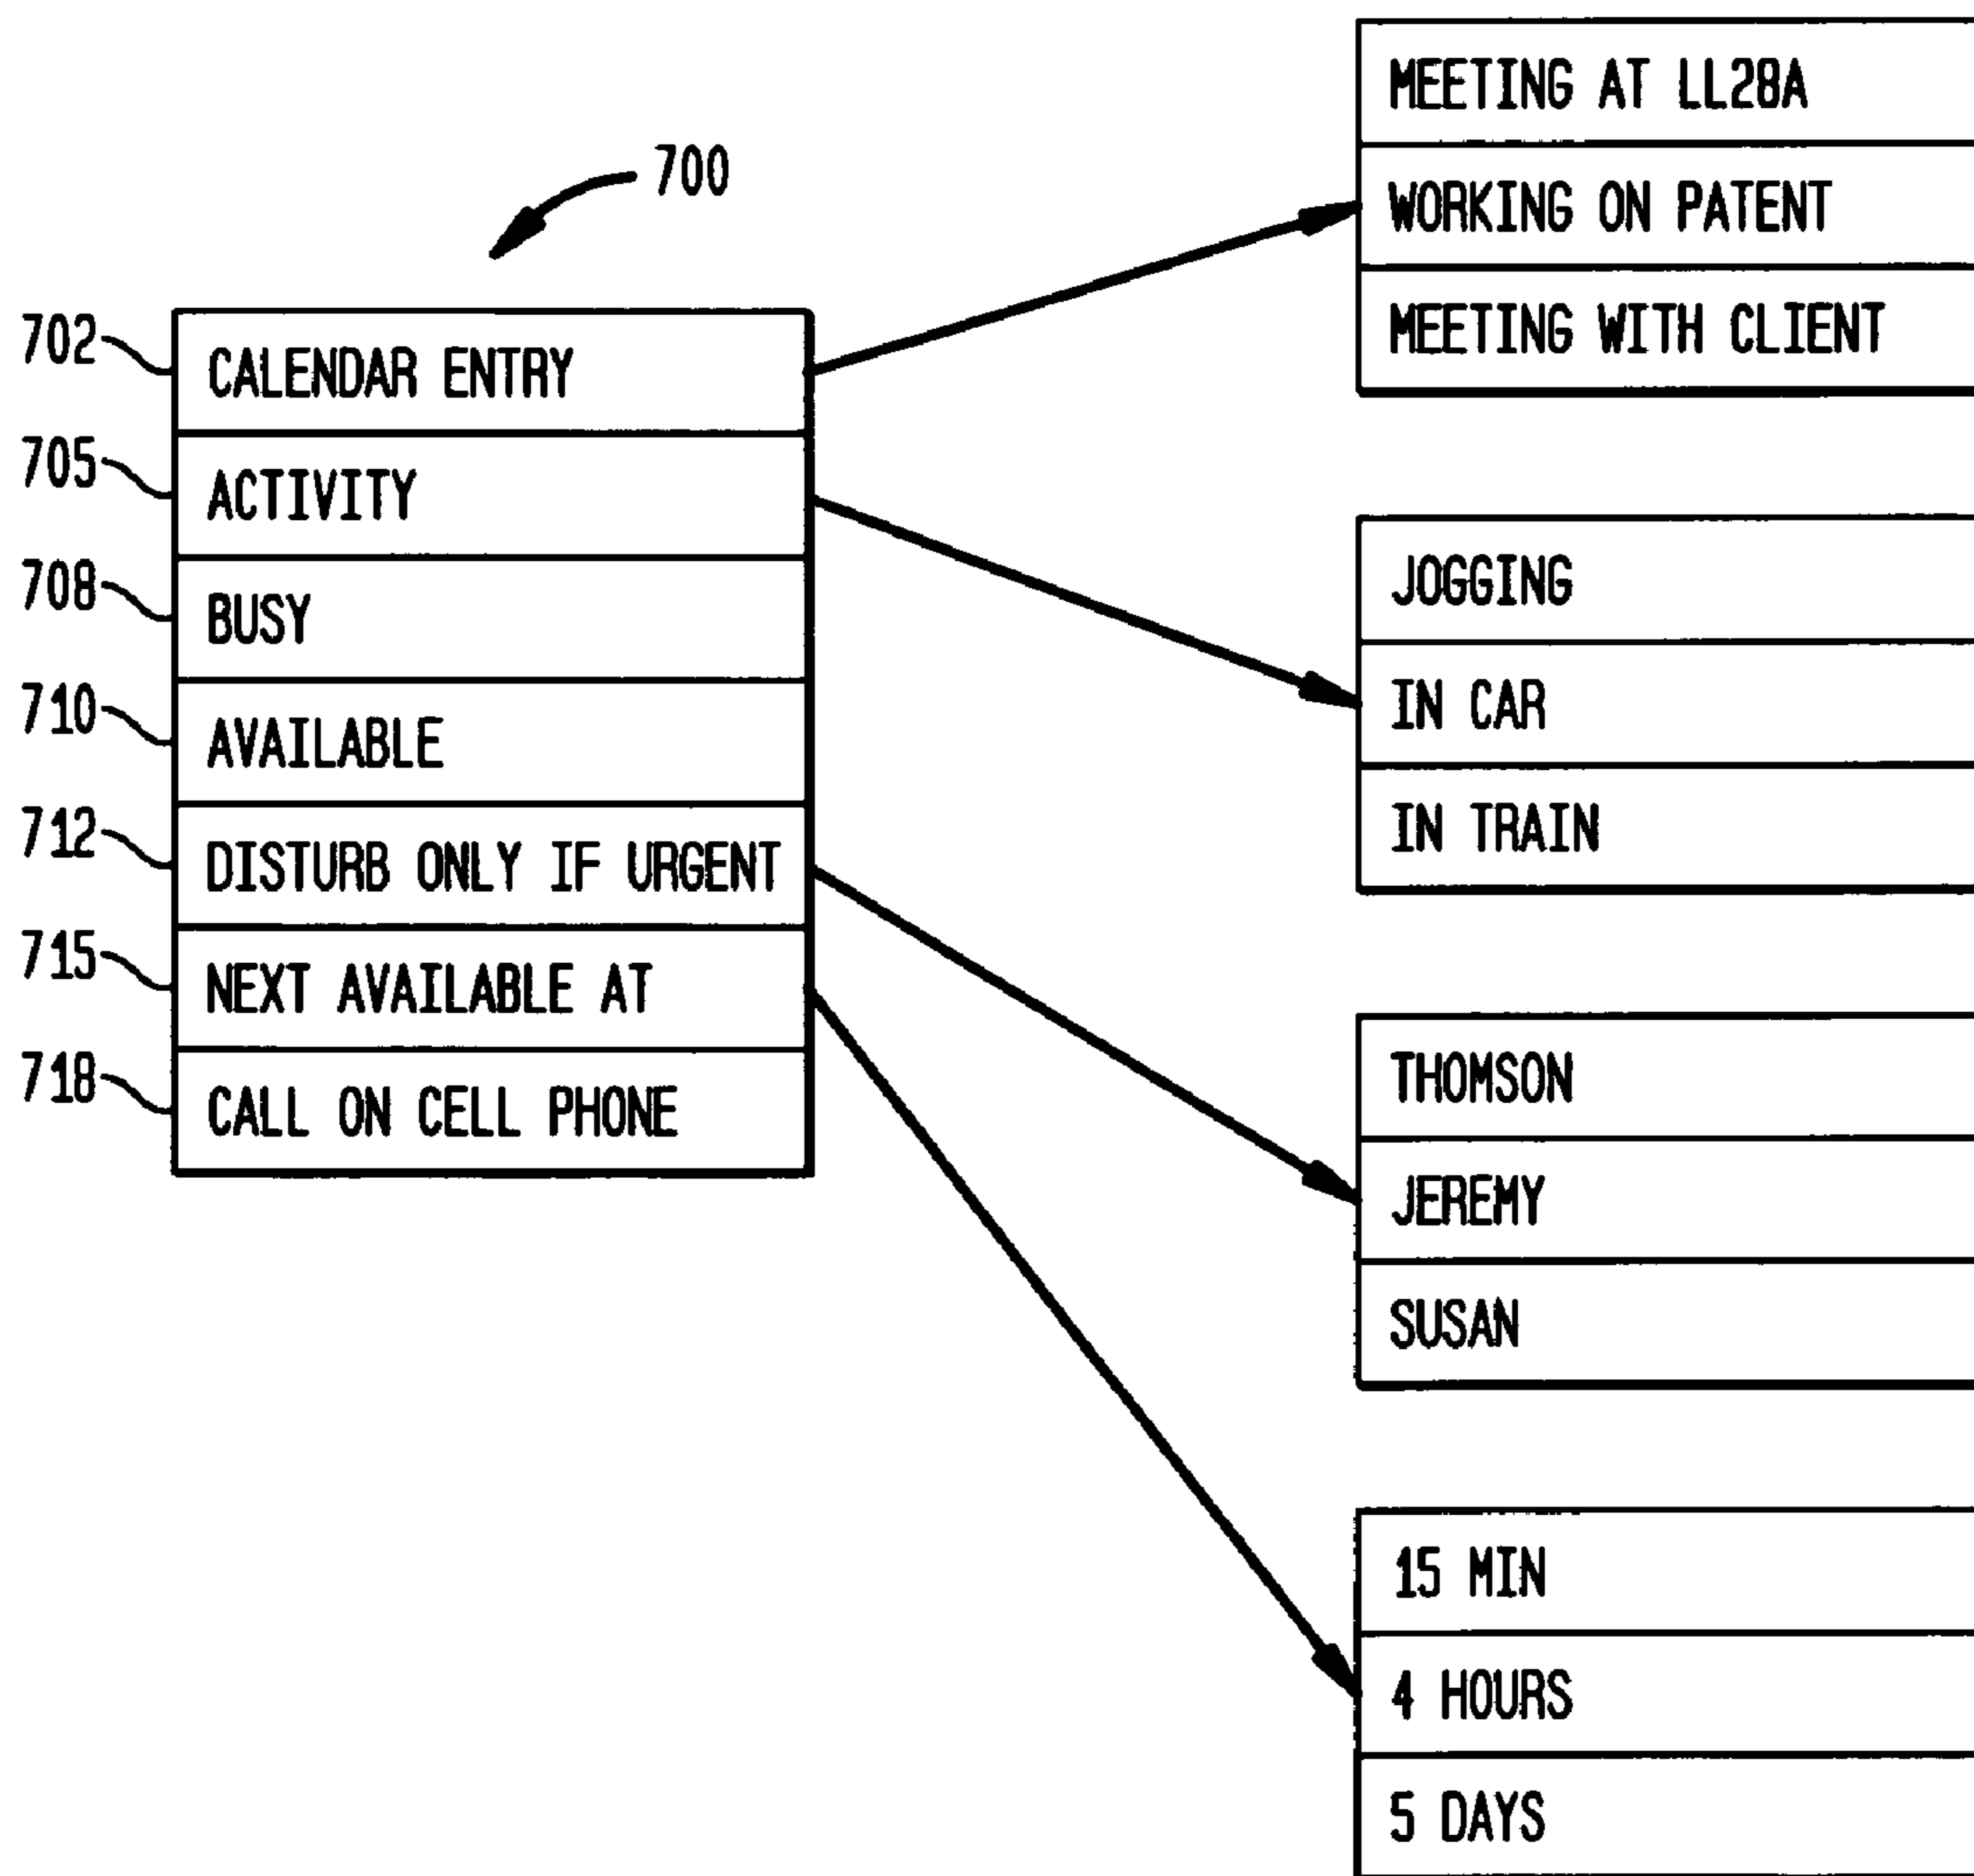 700
702
CALENDAR ENTRY
705
ACTIVITY
708
BUSY
710
AVAILABLE
712
DISTURB ONLY IF URGENT
715
NEXT AVAILABLE AT
718
CALL ON CELL PHONE
MEETING AT LL28A
WORKING ON PATENT
MEETING WITH CLIENT
JOGGING
IN CAR
IN TRAIN
THOMSON
JEREMY
SUSAN
15 MIN
4 HOURS
5 DAYS